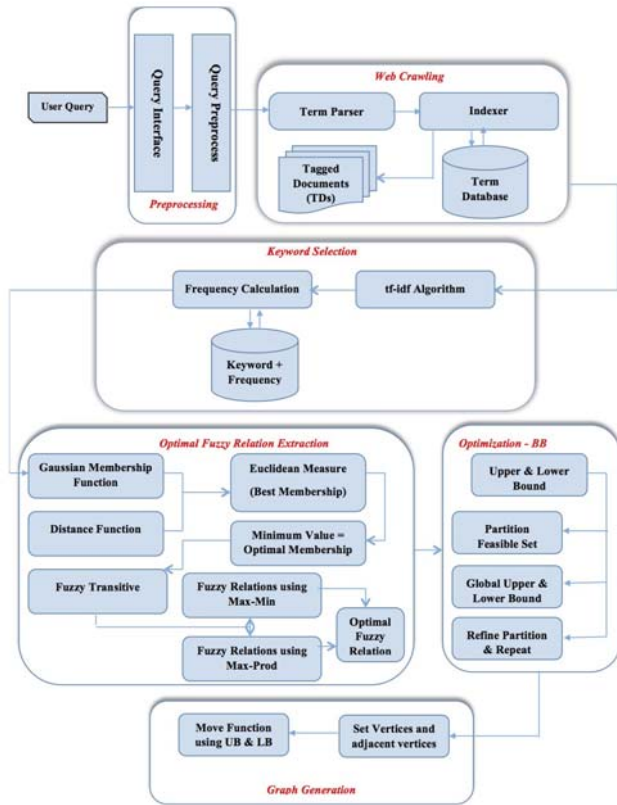 User Query
Query Interface
Query Preprocess
Preprocessing
Web Crawling
Term Parser
Indexer
Tagged
Documents
(TDs)
Term
Database
Keyword Selection
Frequency Calculation
tf-idf Algorithm
Keyword +
Frequency
Optimal Fuzzy Relation Extraction
Gaussian Membership
Function
Euclidean Measure
(Best Membership)
Distance Function
Minimum Value =
Optimal Membership
Fuzzy Transitive
Fuzzy Relations using
Max-Min
Optimal
Fuzzy
Relation
Fuzzy Relations using
Max-Prod
Optimization - BB
Upper & Lower
Bound
Partition
Feasible Set
Global Upper &
Lower Bound
Refine Partition
& Repeat
Move Function
using UB & LB
Set Vertices and
adjacent vertices
Graph Generation